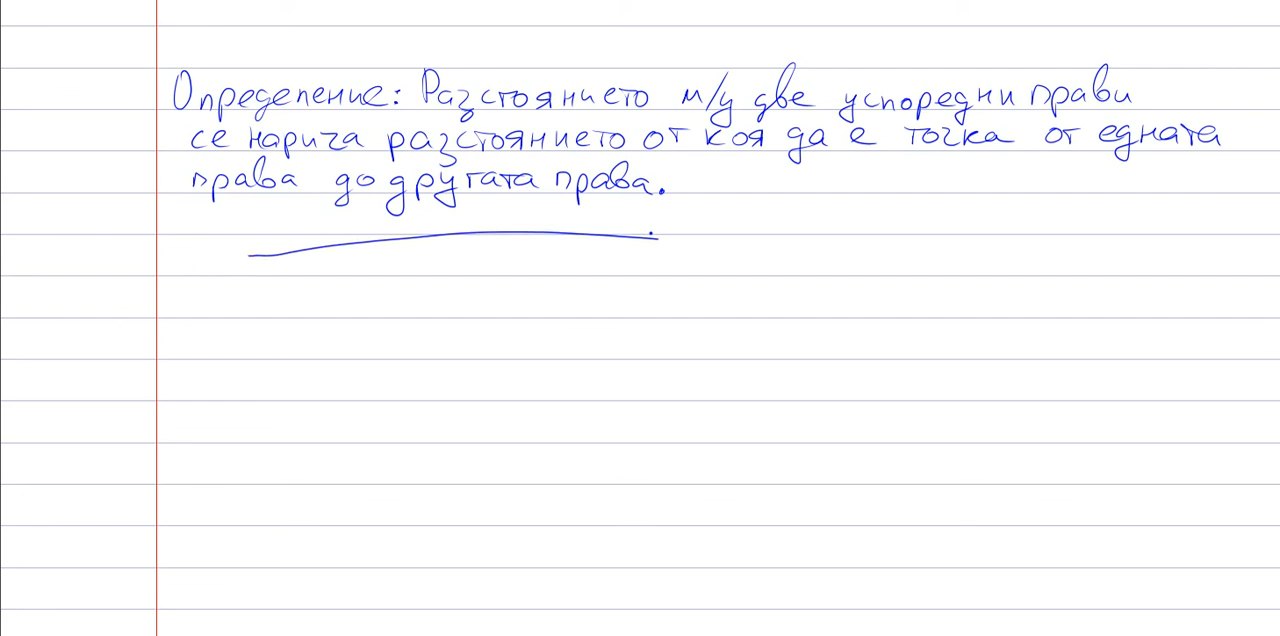 Определение: Разстоянието м/у две успоредни прави
се нарича разстоянието от коя да е точка от едната
права до другата права.